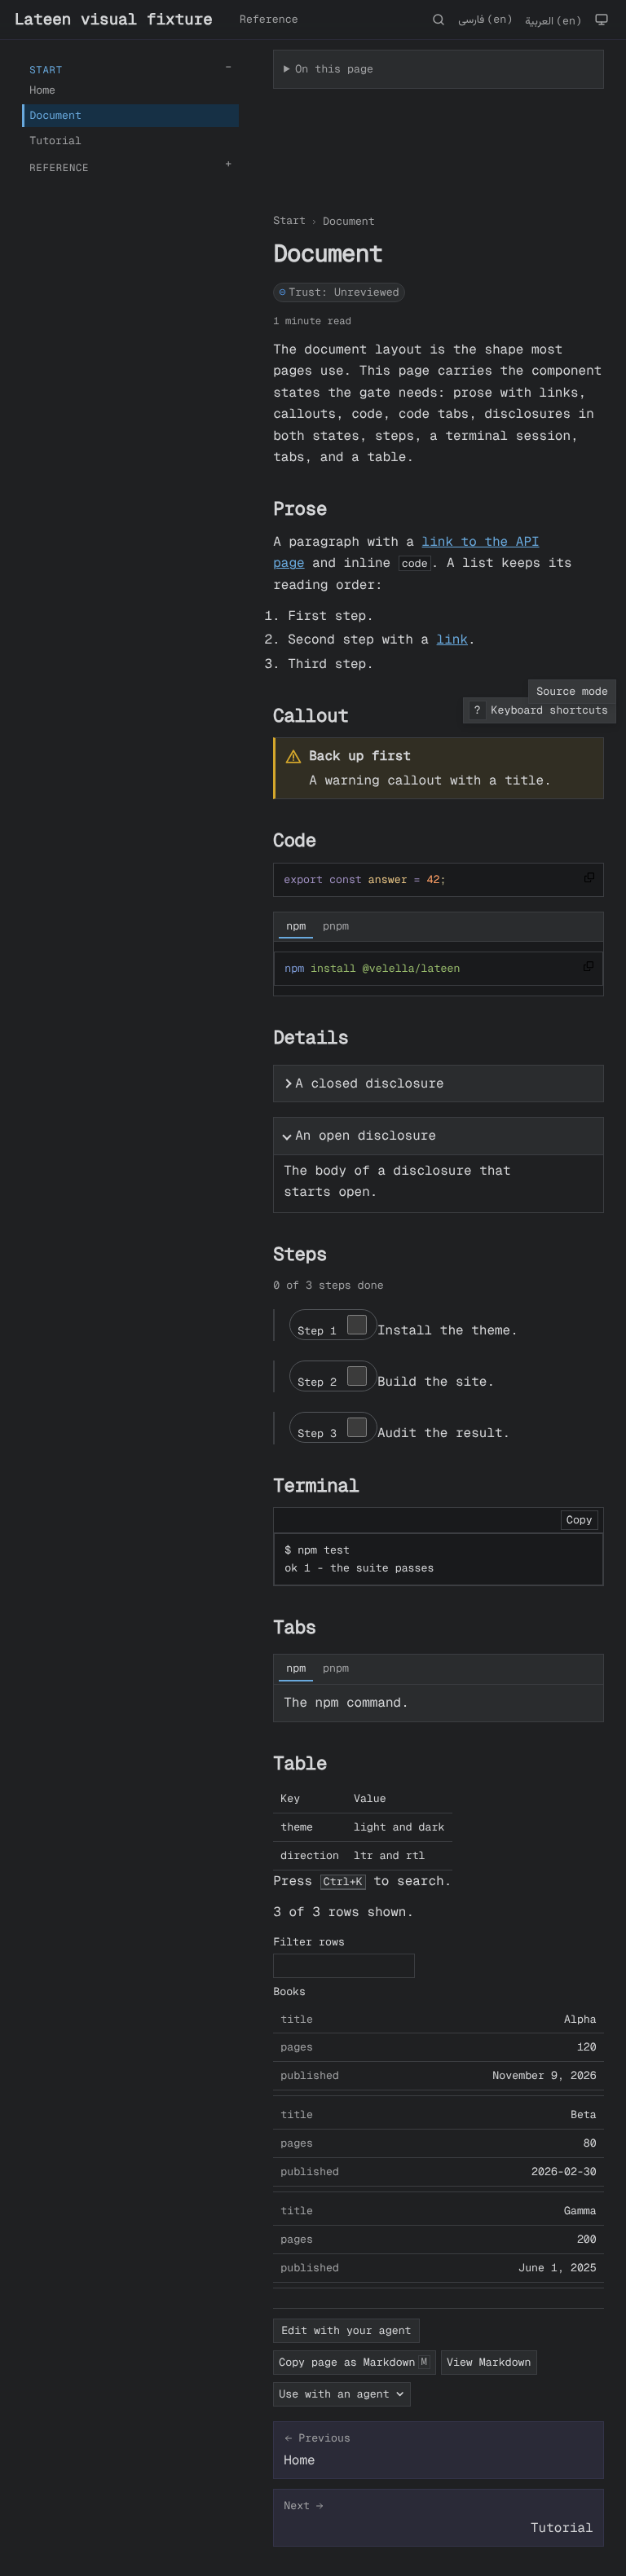 Lateen visual fixture
Reference
فارسی (en)
العربية (en)
START
−
Home
Document
Tutorial
REFERENCE
+
▶ On this page
Start › Document
Document
Trust: Unreviewed
1 minute read
The document layout is the shape most
pages use. This page carries the component
states the gate needs: prose with links,
callouts, code, code tabs, disclosures in
both states, steps, a terminal session,
tabs, and a table.
Prose
A paragraph with a link to the API
page and inline code. A list keeps its
reading order:
1. First step.
2. Second step with a link.
3. Third step.
Source mode
? Keyboard shortcuts
Callout
Back up first
A warning callout with a title.
Code
export const answer = 42;
npm pnpm
npm install @velella/lateen
Details
A closed disclosure
An open disclosure
The body of a disclosure that
starts open.
Steps
0 of 3 steps done
Step 1 Install the theme.
Step 2 Build the site.
Step 3 Audit the result.
Terminal
Copy
$ npm test
ok 1 - the suite passes
Tabs
npm pnpm
The npm command.
Table
Key Value
theme light and dark
direction ltr and rtl
Press Ctrl+K to search.
3 of 3 rows shown.
Filter rows
Books
title Alpha
pages 120
published November 9, 2026
title Beta
pages 80
published 2026-02-30
title Gamma
pages 200
published June 1, 2025
Edit with your agent
Copy page as Markdown M
View Markdown
Use with an agent
← Previous
Home
Next →
Tutorial